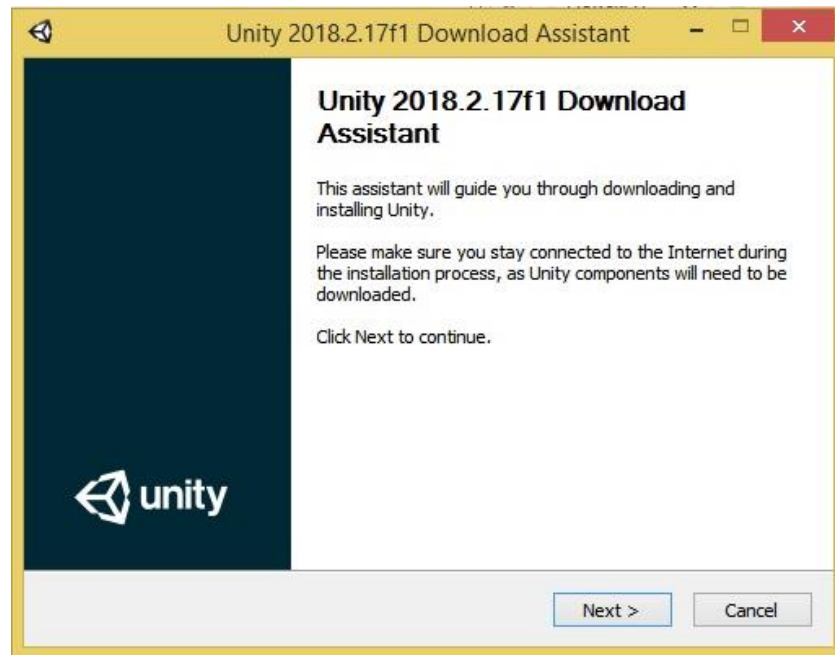 Unity 2018.2.17f1 Download Assistant
Unity 2018.2.17f1 Download
Assistant
This assistant will guide you through downloading and
installing Unity.
Please make sure you stay connected to the Internet during
the installation process, as Unity components will need to be
downloaded.
Click Next to continue.
unity
Next >
Cancel